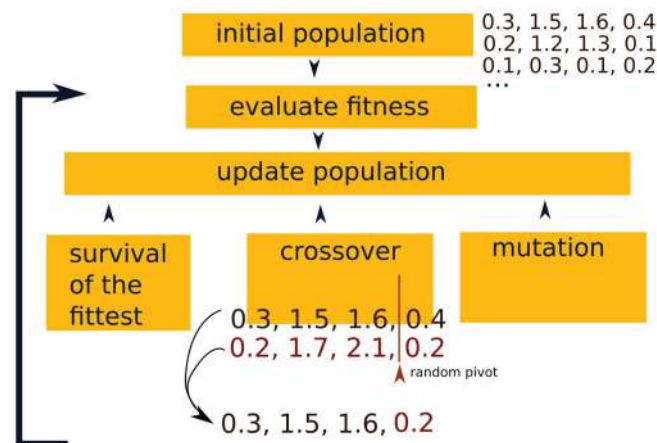 initial population
0.3, 1.5, 1.6, 0.4
0.2, 1.2, 1.3, 0.1
0.1, 0.3, 0.1, 0.2
...
evaluate fitness
update population
survival
of the
fittest
crossover
mutation
0.3, 1.5, 1.6, 0.4
0.2, 1.7, 2.1, 0.2
random pivot
0.3, 1.5, 1.6, 0.2